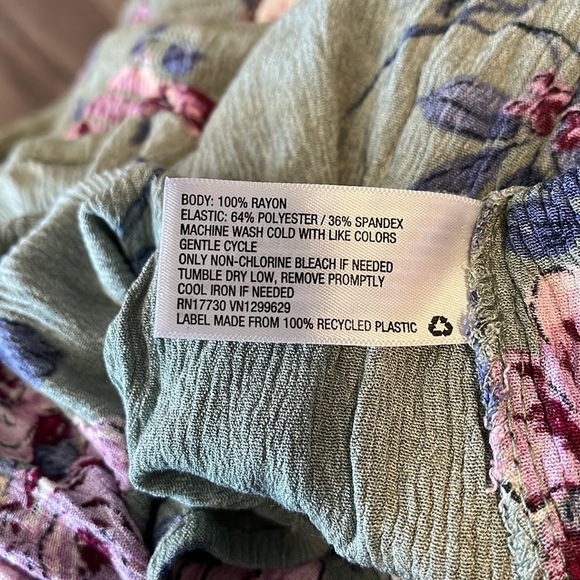 BODY: 100% RAYON
ELASTIC: 64% POLYESTER / 36% SPANDEX
MACHINE WASH COLD WITH LIKE COLORS
GENTLE CYCLE
ONLY NON-CHLORINE BLEACH IF NEEDED
TUMBLE DRY LOW, REMOVE PROMPTLY
COOL IRON IF NEEDED
RN17730 VN1299629
LABEL MADE FROM 100% RECYCLED PLASTIC